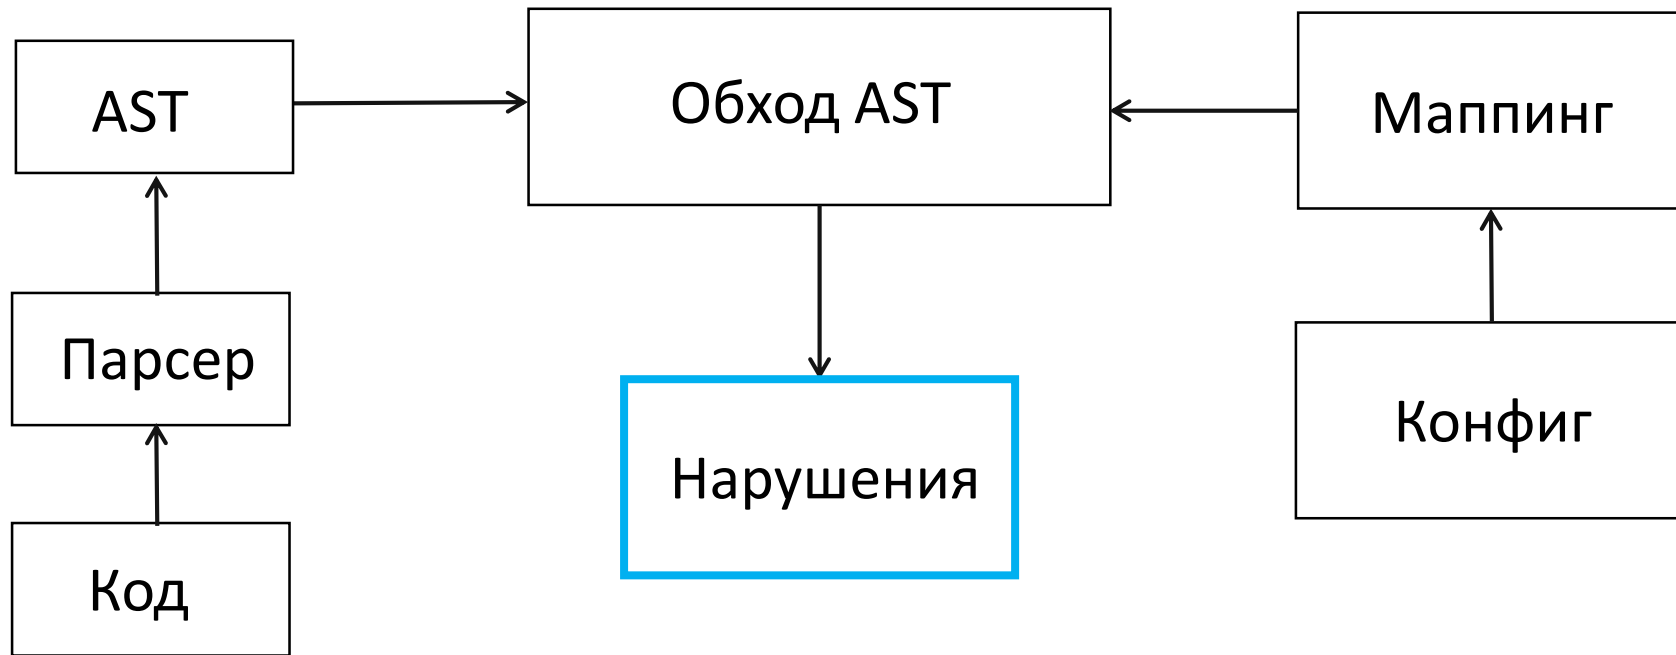 AST
Обход AST
Маппинг
Парсер
Конфиг
Нарушения
Код